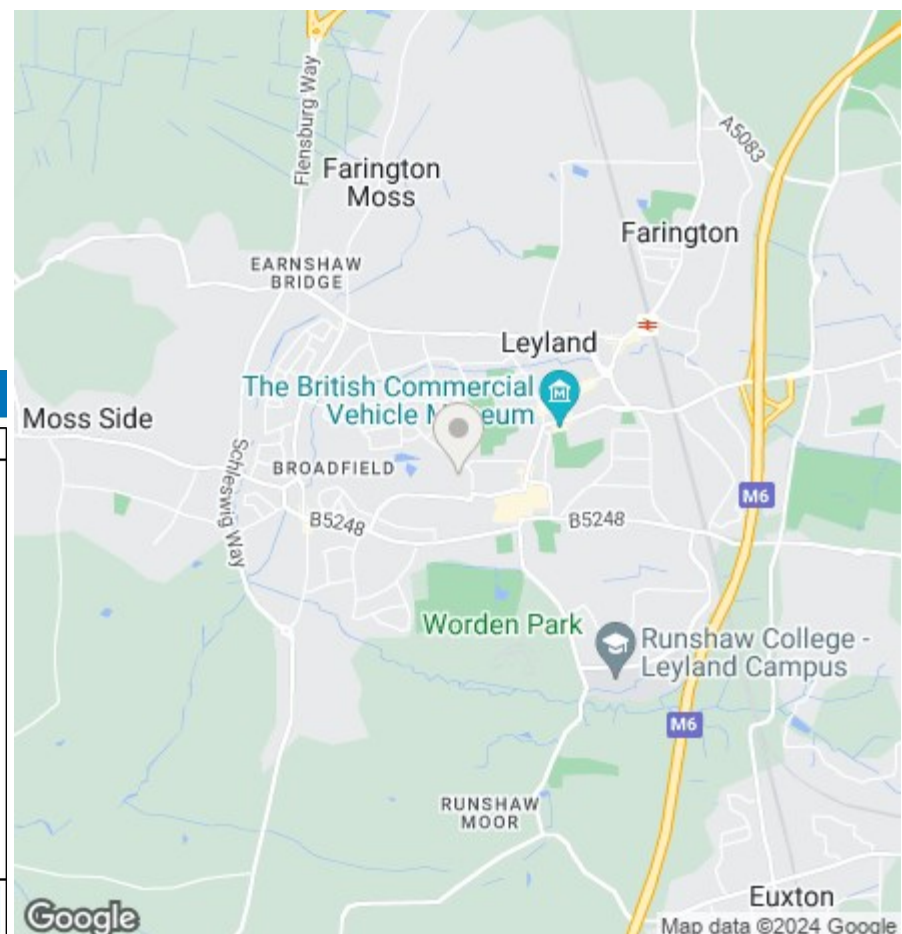 Flensburg Way
Farington
Moss
A5083
Farington
EARNSHAW
BRIDGE
Leyland
The British Commercial
Vehicle Museum
Moss Side
Schleswig Way
BROADFIELD
M6
B5248
B5248
Worden Park
Runshaw College -
Leyland Campus
M6
RUNSHAW
MOOR
Euxton
Google
Map data ©2024 Google